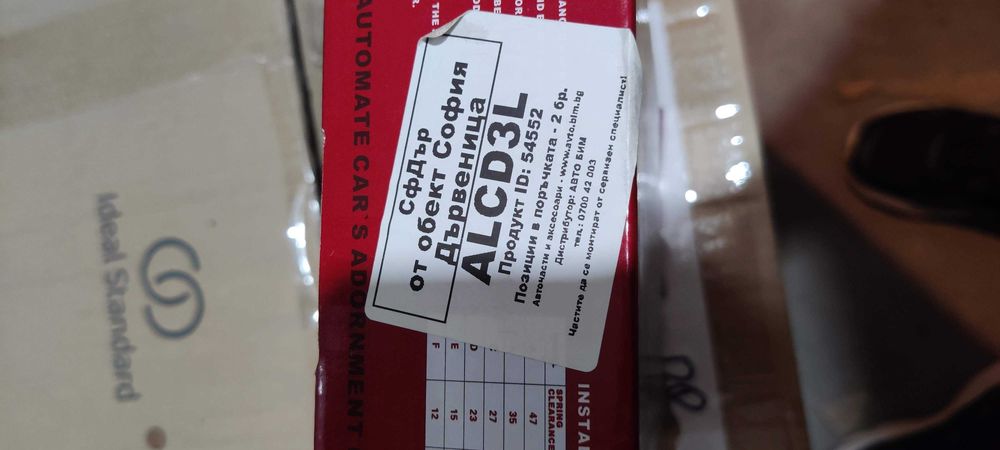 СфДър
от обект София
Дървеница
ALCD3L
Продукт ID: 54552
Позиции в поръчката - 2 бр.
Авточасти и аксесоари - www.avto.bim.bg
Дистрибутор: АВТО БИМ
тел.: 0700 42 003
Частите да се монтират от сервизен специалист!
AUTOMATE CAR`S ADORNMENT
THE
INSTA
SPRING
CLEARANCE
47
35
27
D 23
E 15
F 12
Ideal Standard